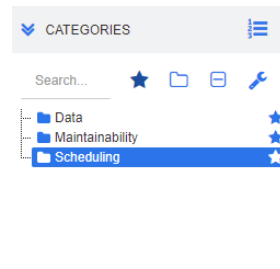 CATEGORIES
Search...
Data
Maintainability
Scheduling